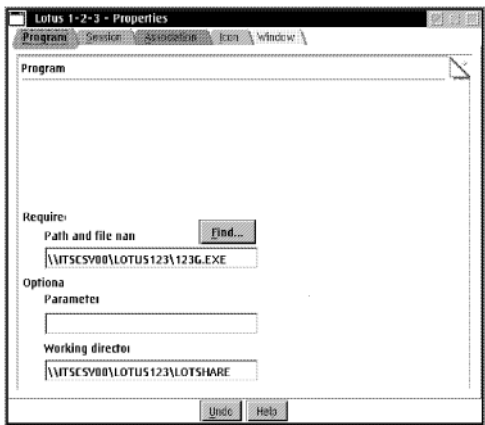 Lotus 1-2-3 - Properties
Program Session Association Icon Window
Program
Require
Path and file nan
Find...
\\ITSCSV00\LOTUS123\123G.EXE
Optiona
Parameter
Working director
\\ITSCSV00\LOTUS123\LOTSHARE
Undo Help